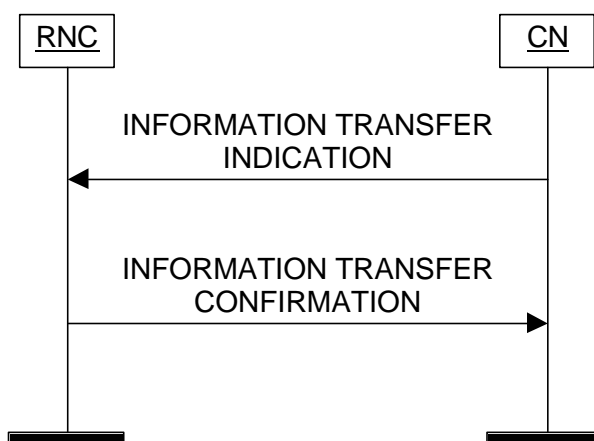 RNC
CN
INFORMATION TRANSFER
INDICATION
INFORMATION TRANSFER
CONFIRMATION